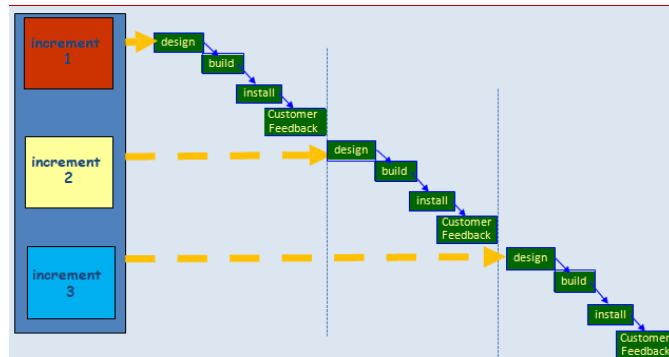 increment
1
design
build
install
Customer
Feedback
increment
2
design
build
install
Customer
Feedback
increment
3
design
build
install
Customer
Feedback